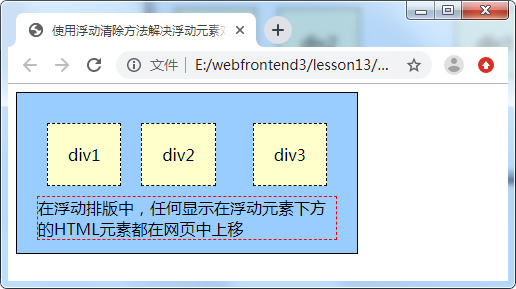 使用浮动清除方法解决浮动元素对
文件 E:/webfrontend3/lesson13/...
div1 div2 div3
在浮动排版中，任何显示在浮动元素下方
的HTML元素都在网页中上移